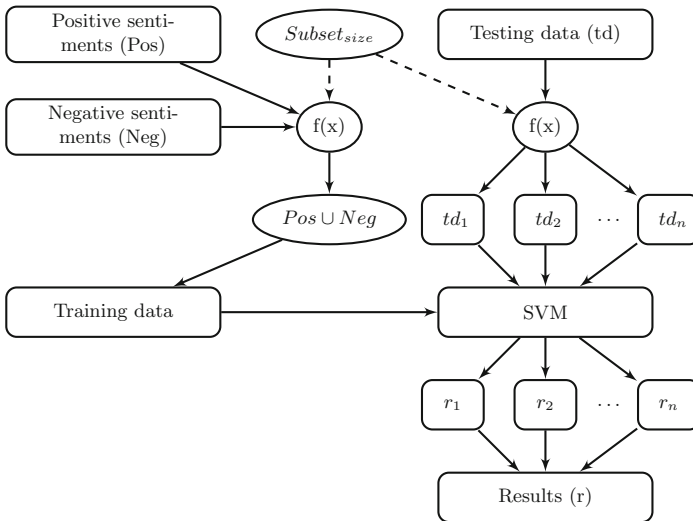 Positive senti-
ments (Pos)
Subset_size
Testing data (td)
Negative senti-
ments (Neg)
f(x)
f(x)
Pos ∪ Neg
td_1
td_2
...
td_n
Training data
SVM
r_1
r_2
...
r_n
Results (r)